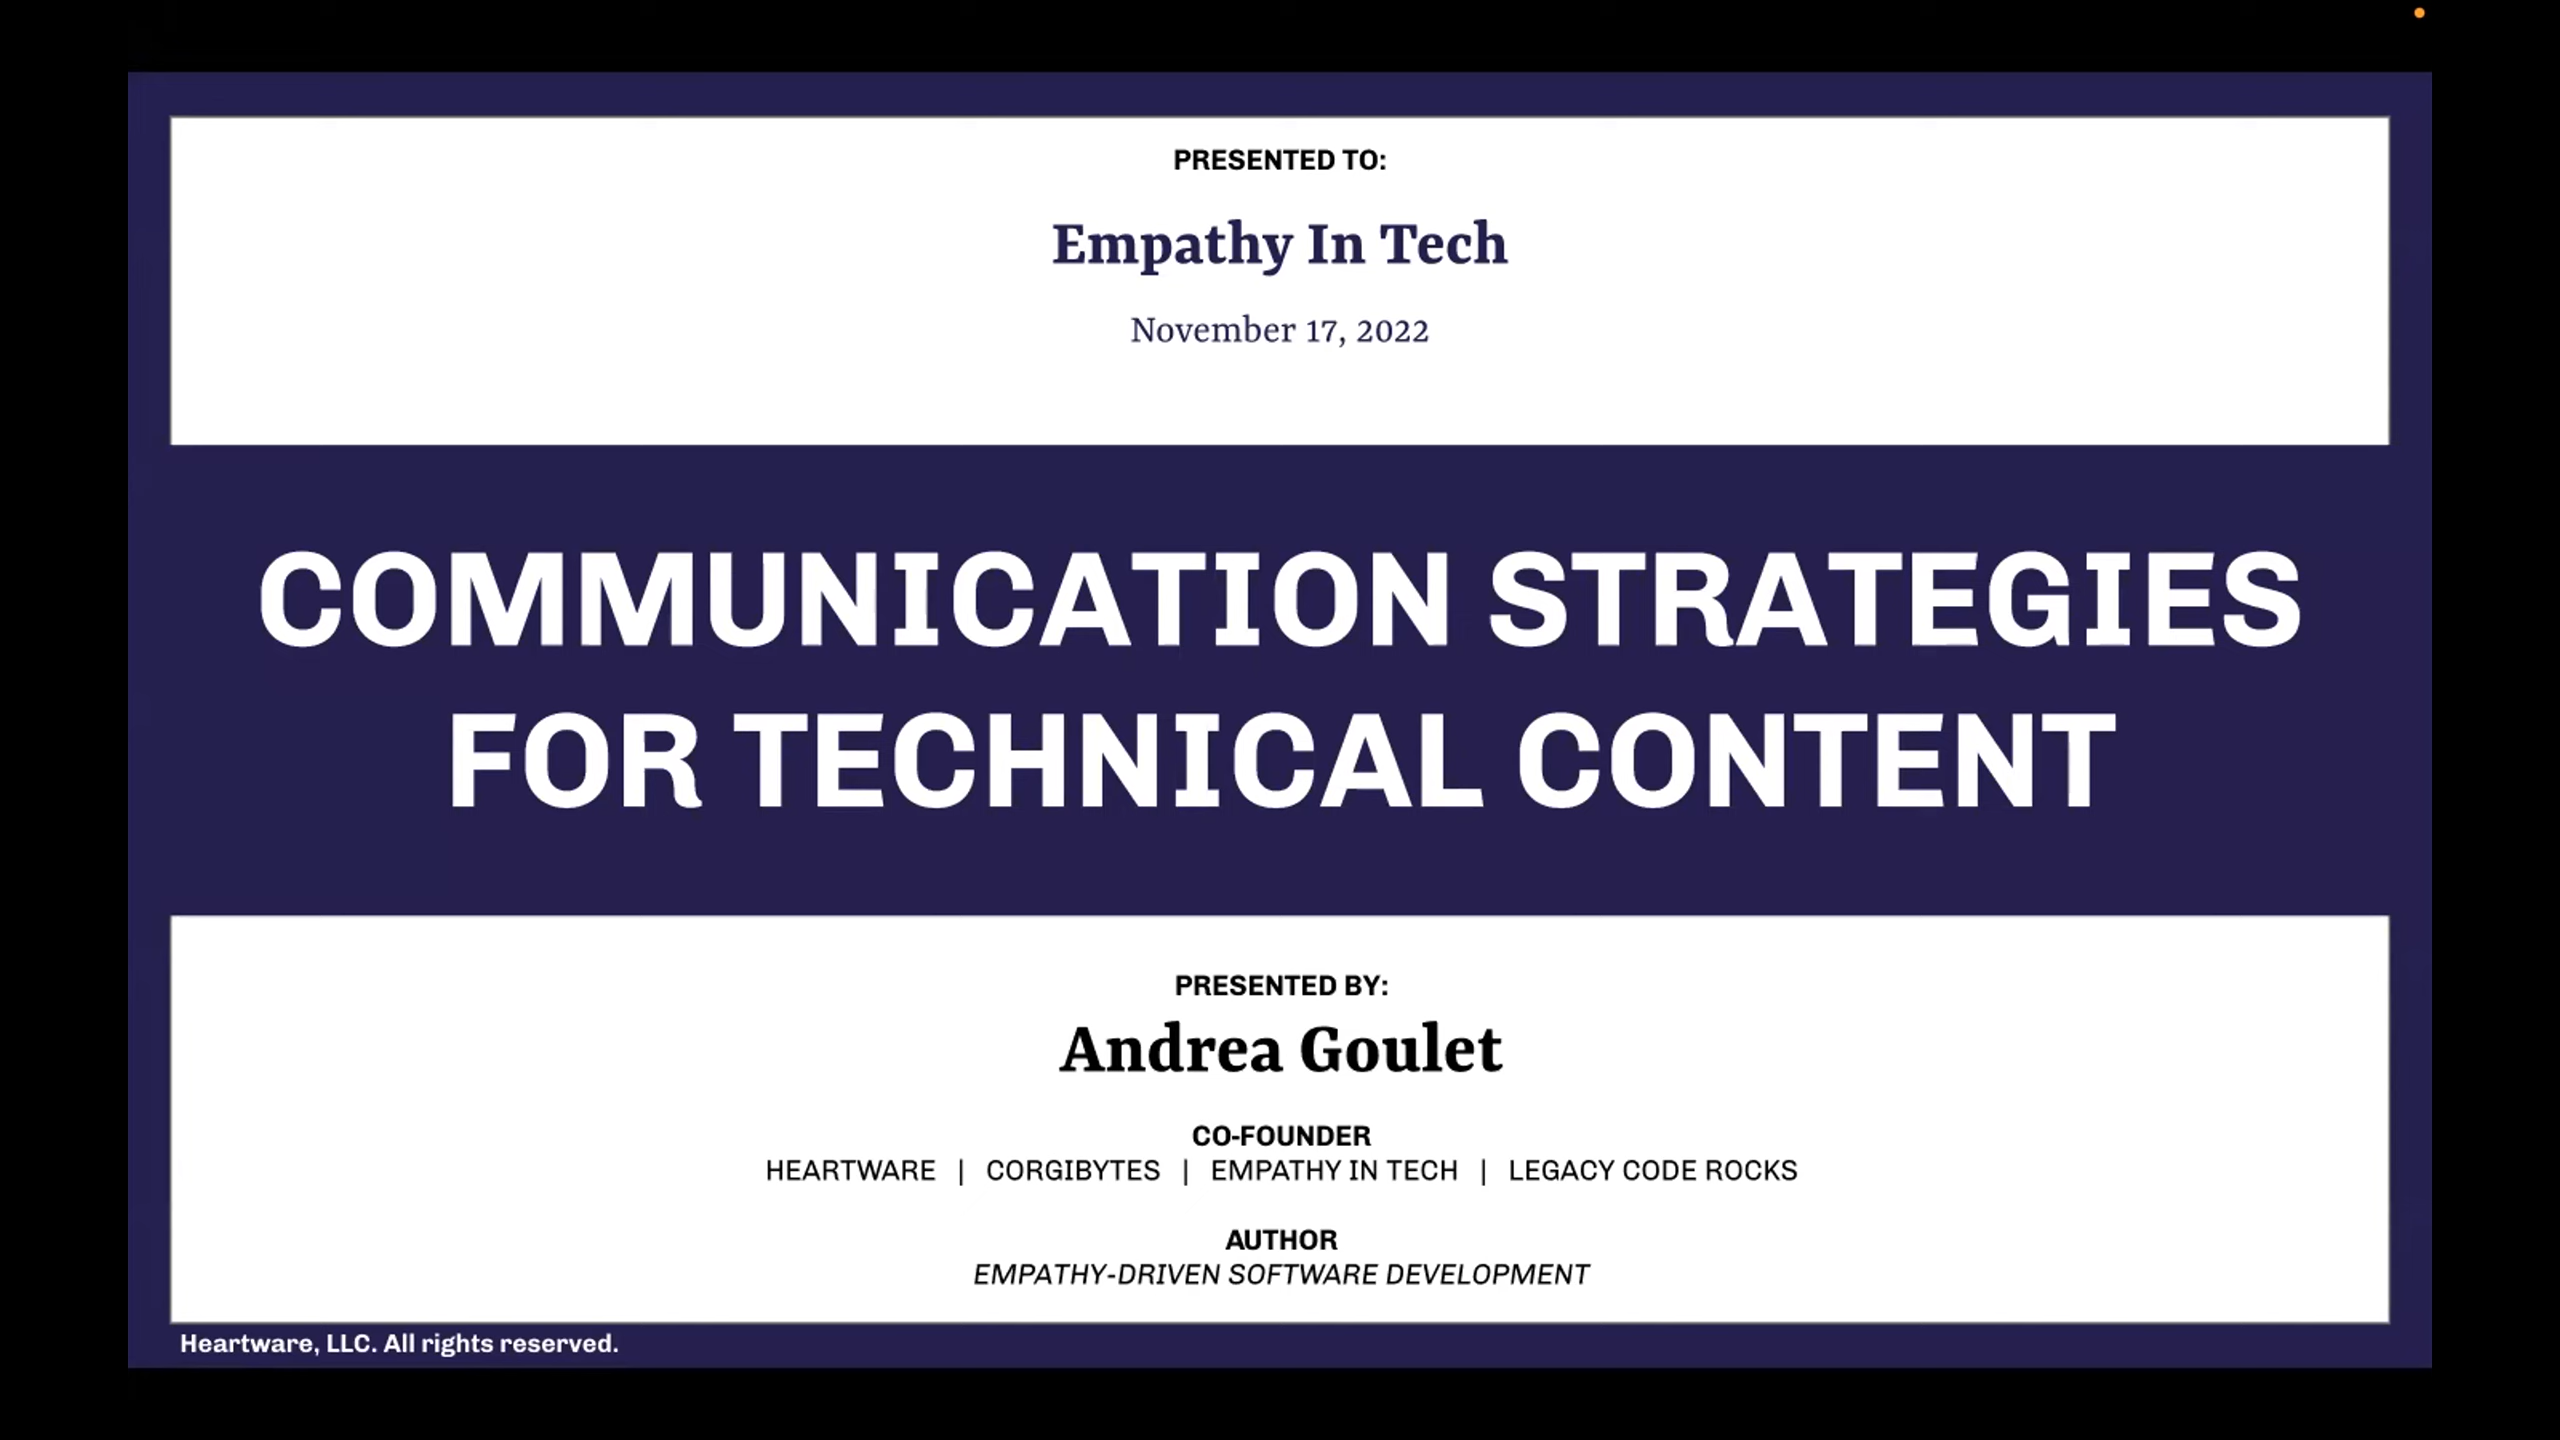 PRESENTED TO:
Empathy In Tech
November 17, 2022
COMMUNICATION STRATEGIES
FOR TECHNICAL CONTENT
PRESENTED BY:
Andrea Goulet
CO-FOUNDER
HEARTWARE | CORGIBYTES | EMPATHY IN TECH | LEGACY CODE ROCKS
AUTHOR
EMPATHY-DRIVEN SOFTWARE DEVELOPMENT
Heartware, LLC. All rights reserved.